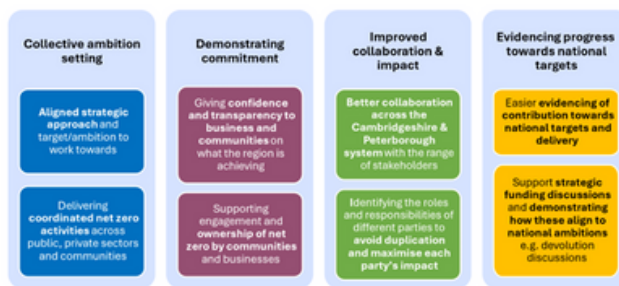 Collective ambition
setting
Aligned strategic
approach and
target/ambition to
work towards
Delivering
coordinated net zero
activities across
public, private sectors
and communities
Demonstrating
commitment
Giving confidence
and transparency to
business and
communities on
what the region is
achieving
Supporting
engagement and
ownership of net
zero by communities
and businesses
Improved
collaboration &
impact
Better collaboration
across the
Cambridgeshire &
Peterborough
system with the range
of stakeholders
Identifying the roles
and responsibilities of
different parties to
avoid duplication
and maximise each
party's impact
Evidencing progress
towards national
targets
Easier evidencing of
contribution towards
national targets and
delivery
Support strategic
funding discussions
and demonstrating
how these align to
national ambitions
e.g. devolution
discussions